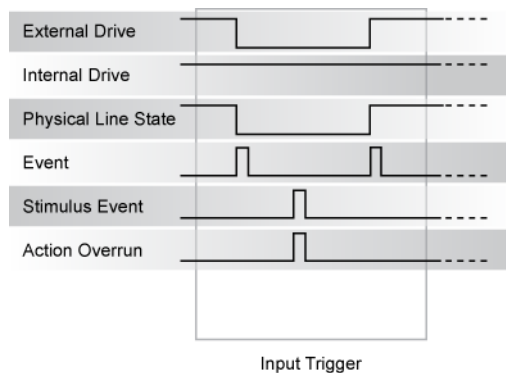 External Drive
Internal Drive
Physical Line State
Event
Stimulus Event
Action Overrun
Input Trigger